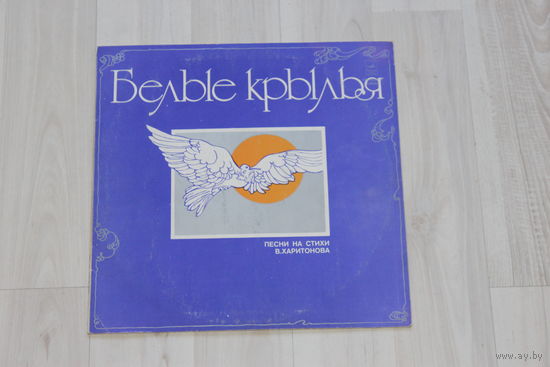 Белые крылья
ПЕСНИ НА СТИХИ
В.ХАРИТОНОВА
www.ay.by